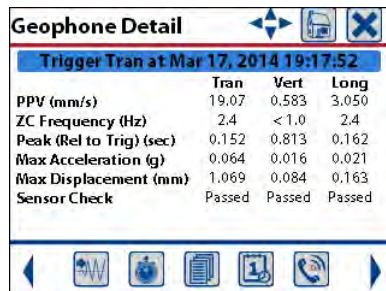 Geophone Detail
Trigger Tran at Mar 17, 2014 19:17:52
Tran Vert Long
PPV (mm/s) 19.07 0.583 3.050
ZC Frequency (Hz) 2.4 <1.0 2.4
Peak (Rel to Trig) (sec) 0.152 0.813 0.162
Max Acceleration (g) 0.064 0.016 0.021
Max Displacement (mm) 1.069 0.084 0.163
Sensor Check Passed Passed Passed